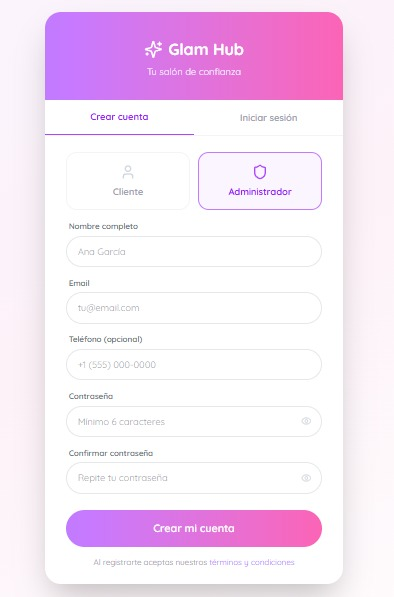 Glam Hub
Tu salón de confianza
Crear cuenta
Iniciar sesión
Cliente
Administrador
Nombre completo
Ana García
Email
tu@email.com
Teléfono (opcional)
+1 (555) 000-0000
Contraseña
Mínimo 6 caracteres
Confirmar contraseña
Repite tu contraseña
Crear mi cuenta
Al registrarte aceptas nuestros términos y condiciones